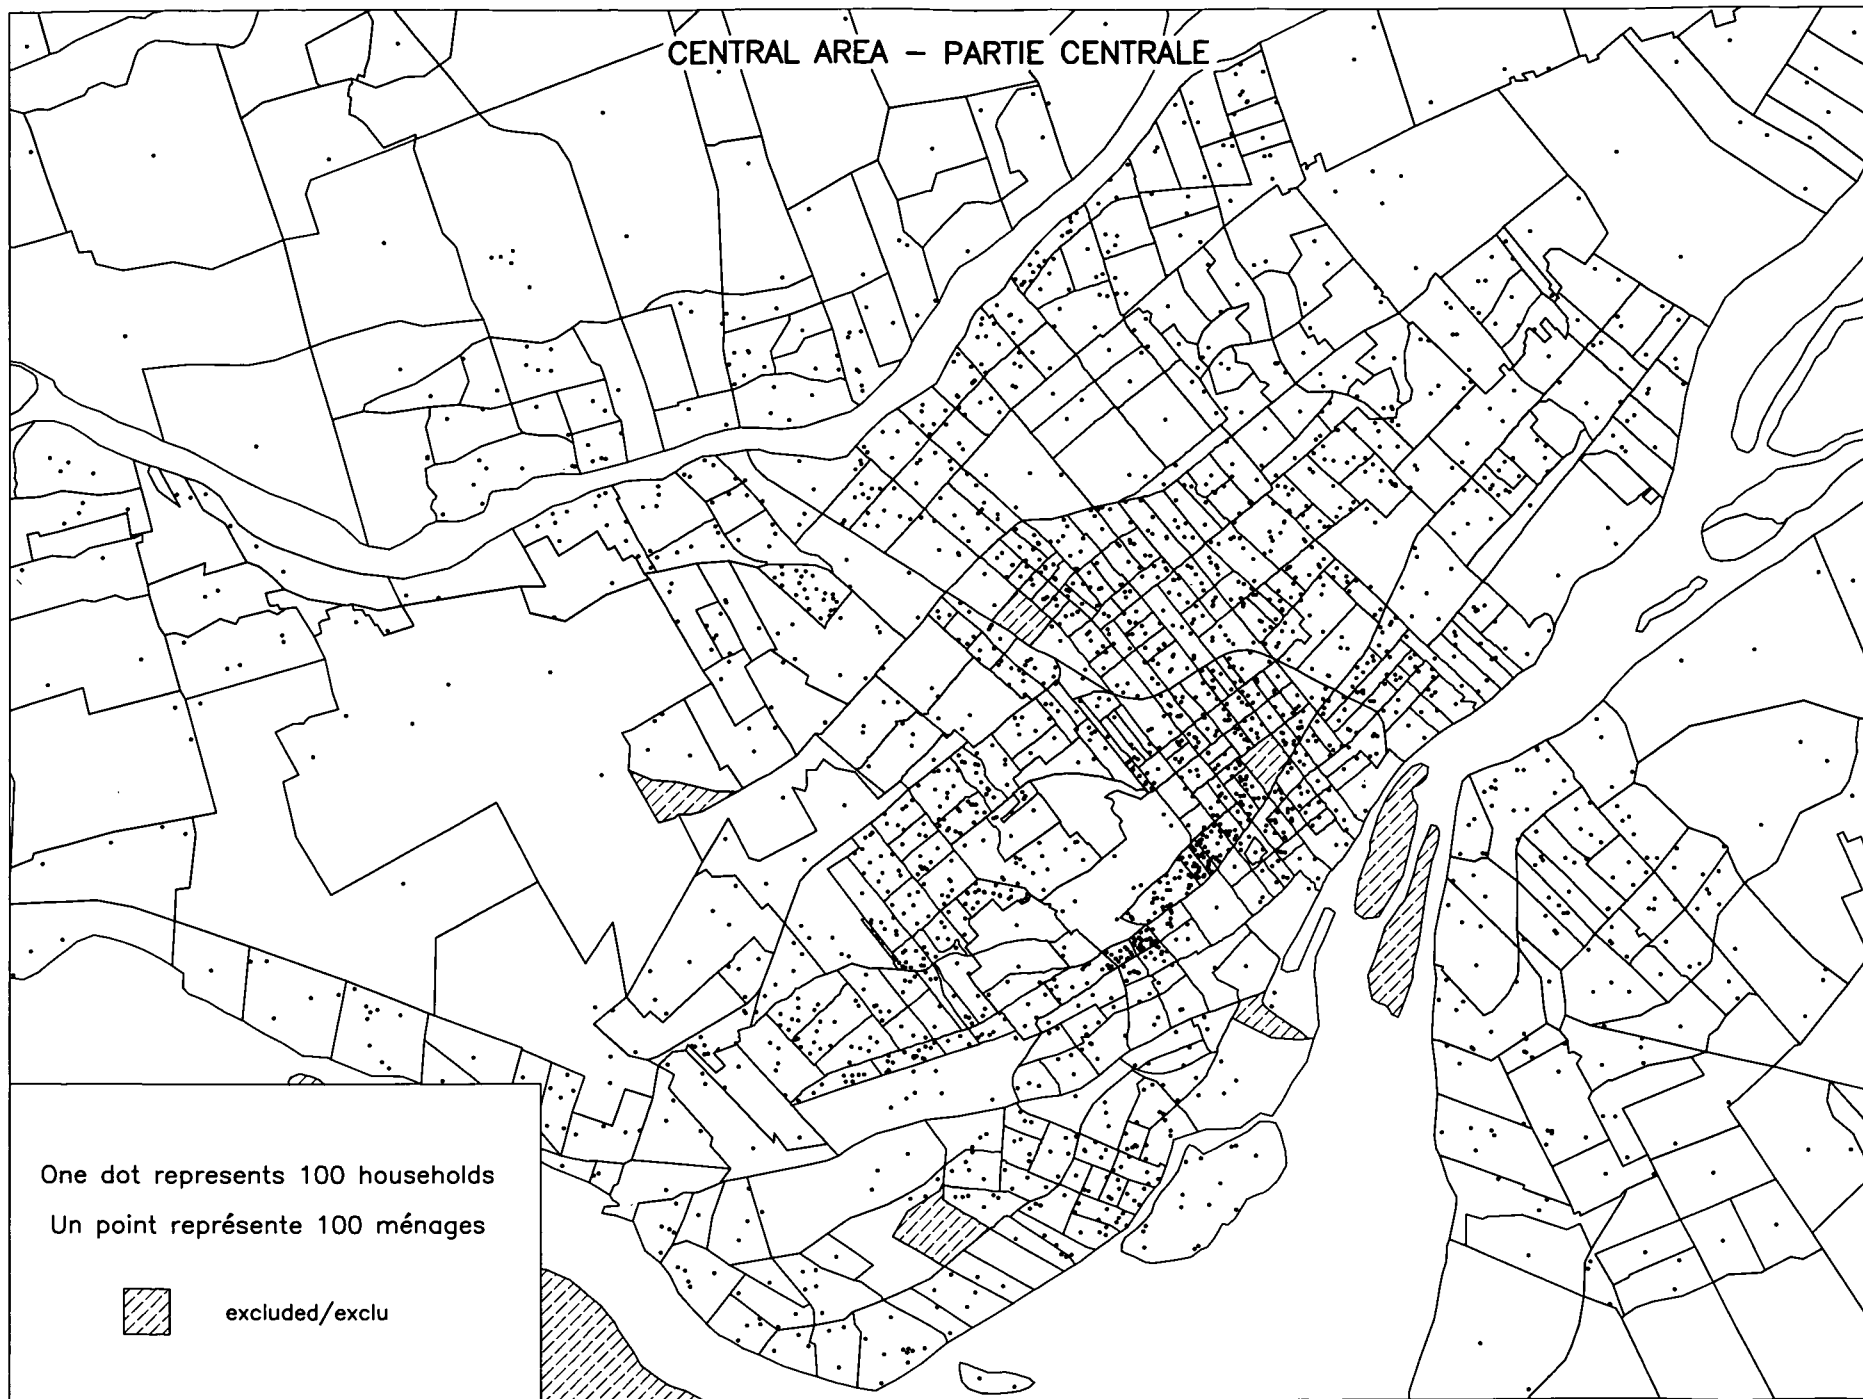 CENTRAL AREA – PARTIE CENTRALE
One dot represents 100 households
Un point représente 100 ménages
excluded/exclu